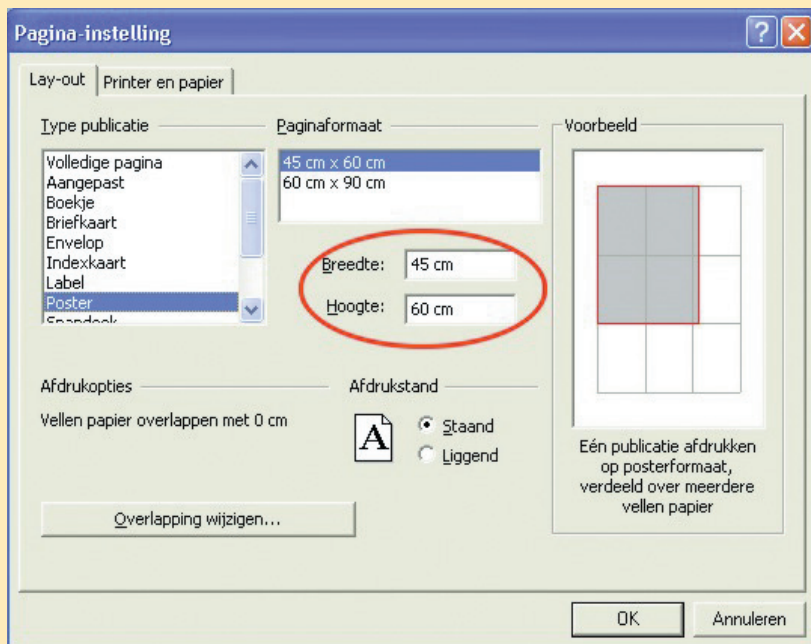 Pagina-instelling
Lay-out
Printer en papier
Type publicatie
Volledige pagina
Aangepast
Boekje
Briefkaart
Envelop
Indexkaart
Label
Poster
Spandoek
Paginaformaat
45 cm x 60 cm
60 cm x 90 cm
Breedte: 45 cm
Hoogte: 60 cm
Voorbeeld
Eén publicatie afdrukken
op posterformaat,
verdeeld over meerdere
vellen papier
Afdrukopties
Vellen papier overlappen met 0 cm
Overlapping wijzigen...
Afdrukstand
A
Staand
Liggend
OK
Annuleren